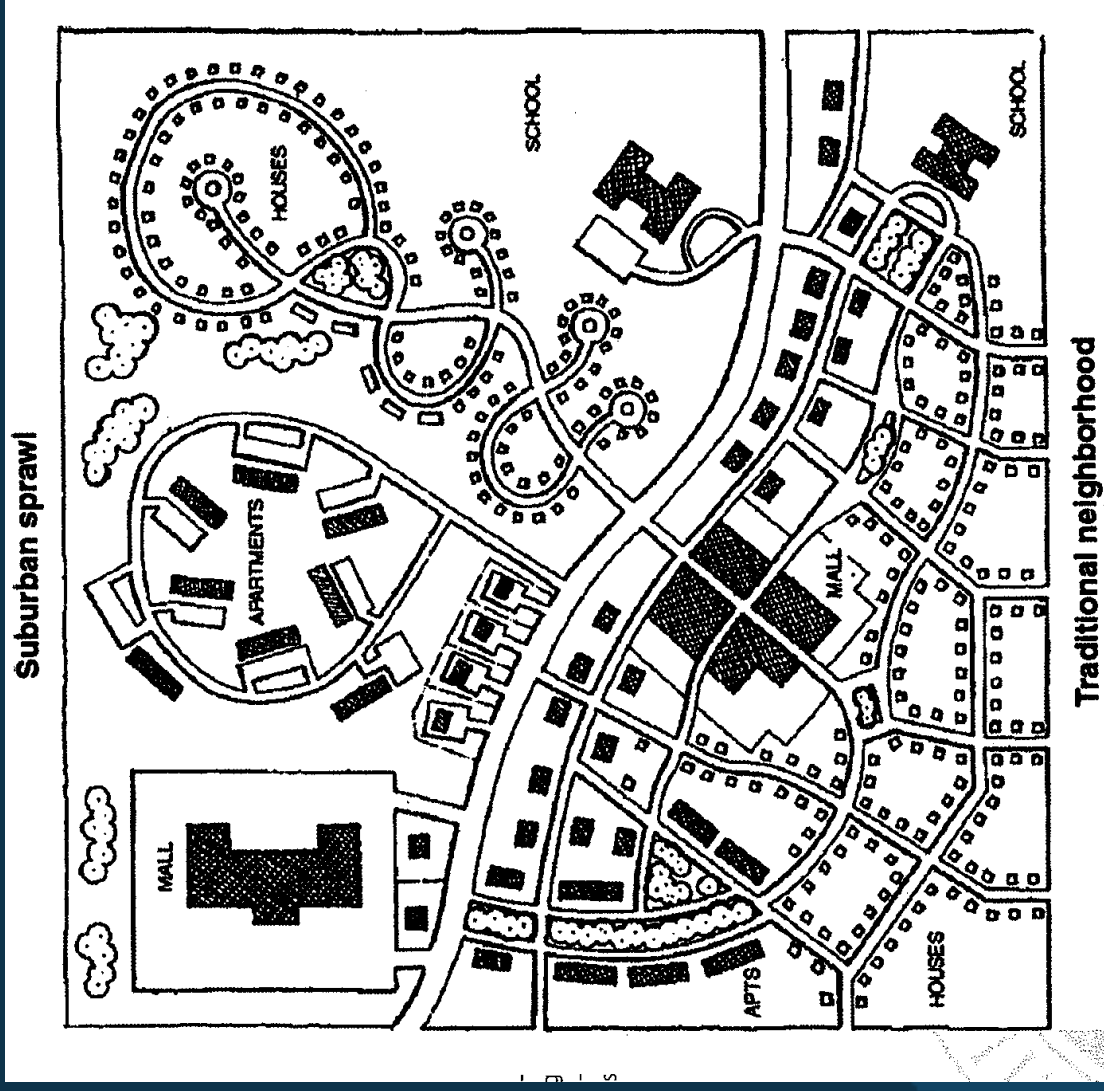 Suburban sprawl
MALL
APARTMENTS
HOUSES
SCHOOL
MALL
SCHOOL
APTS
HOUSES
Traditional neighborhood